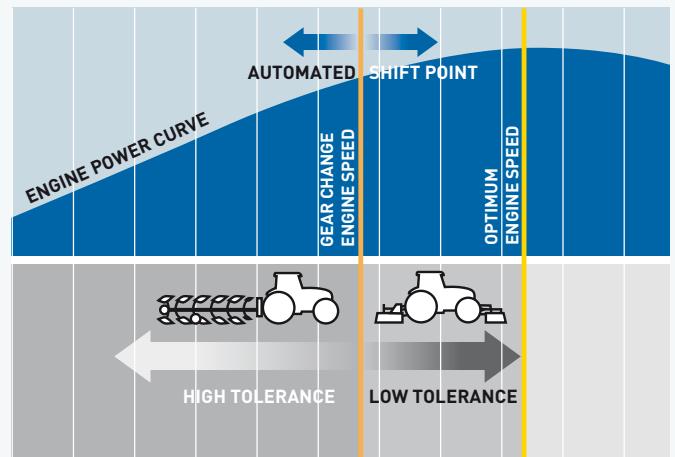 AUTOMATED SHIFT POINT
ENGINE POWER CURVE
GEAR CHANGE
ENGINE SPEED
OPTIMUM
ENGINE SPEED
HIGH TOLERANCE
LOW TOLERANCE